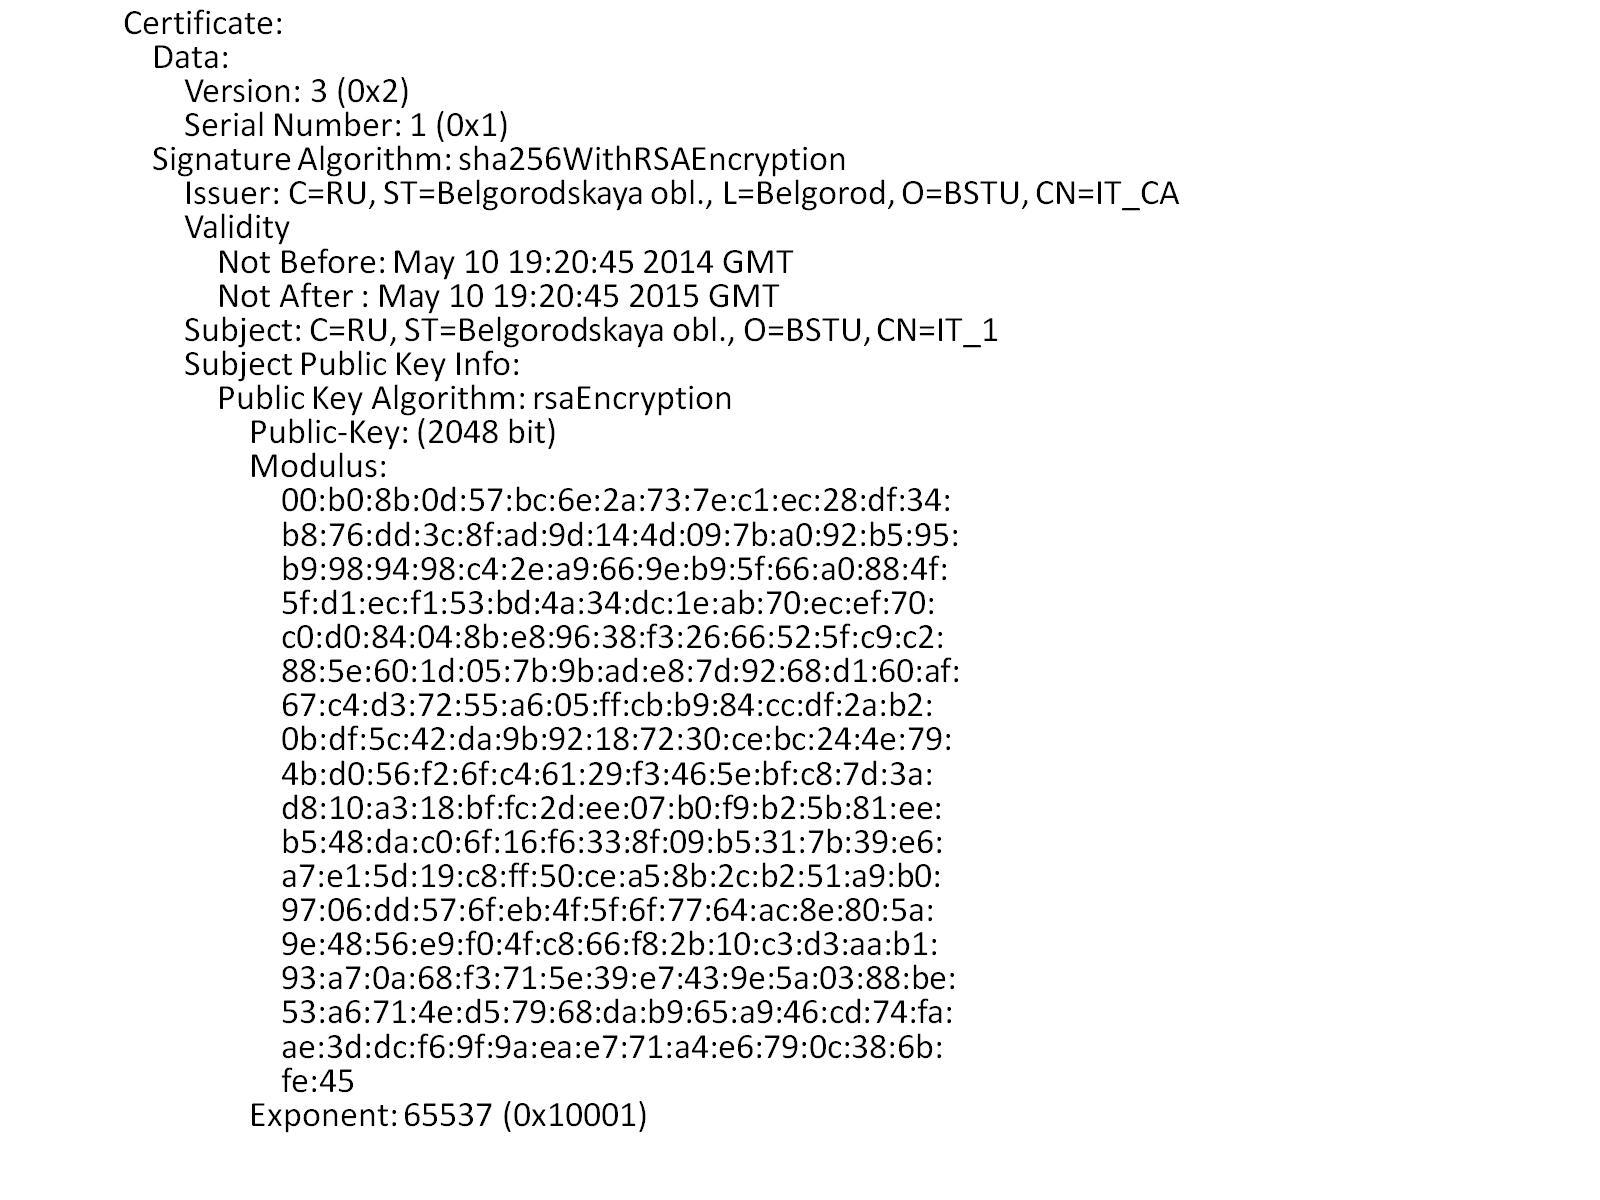 Certificate:
Data:
Version: 3 (0x2)
Serial Number: 1 (0x1)
Signature Algorithm: sha256WithRSAEncryption
Issuer: C=RU, ST=Belgorodskaya obl., L=Belgorod, O=BSTU, CN=IT_CA
Validity
Not Before: May 10 19:20:45 2014 GMT
Not After : May 10 19:20:45 2015 GMT
Subject: C=RU, ST=Belgorodskaya obl., O=BSTU, CN=IT_1
Subject Public Key Info:
Public Key Algorithm: rsaEncryption
Public-Key: (2048 bit)
Modulus:
00:b0:8b:0d:57:bc:6e:2a:73:7e:c1:ec:28:df:34:
b8:76:dd:3c:8f:ad:9d:14:4d:09:7b:a0:92:b5:95:
b9:98:94:98:c4:2e:a9:66:9e:b9:5f:66:a0:88:4f:
5f:d1:ec:f1:53:bd:4a:34:dc:1e:ab:70:ec:ef:70:
c0:d0:84:04:8b:e8:96:38:f3:26:66:52:5f:c9:c2:
88:5e:60:1d:05:7b:9b:ad:e8:7d:92:68:d1:60:af:
67:c4:d3:72:55:a6:05:ff:cb:b9:84:cc:df:2a:b2:
0b:df:5c:42:da:9b:92:18:72:30:ce:bc:24:4e:79:
4b:d0:56:f2:6f:c4:61:29:f3:46:5e:bf:c8:7d:3a:
d8:10:a3:18:bf:fc:2d:ee:07:b0:f9:b2:5b:81:ee:
b5:48:da:c0:6f:16:f6:33:8f:09:b5:31:7b:39:e6:
a7:e1:5d:19:c8:ff:50:ce:a5:8b:2c:b2:51:a9:b0:
97:06:dd:57:6f:eb:4f:5f:6f:77:64:ac:8e:80:5a:
9e:48:56:e9:f0:4f:c8:66:f8:2b:10:c3:d3:aa:b1:
93:a7:0a:68:f3:71:5e:39:e7:43:9e:5a:03:88:be:
53:a6:71:4e:d5:79:68:da:b9:65:a9:46:cd:74:fa:
ae:3d:dc:f6:9f:9a:ea:e7:71:a4:e6:79:0c:38:6b:
fe:45
Exponent: 65537 (0x10001)